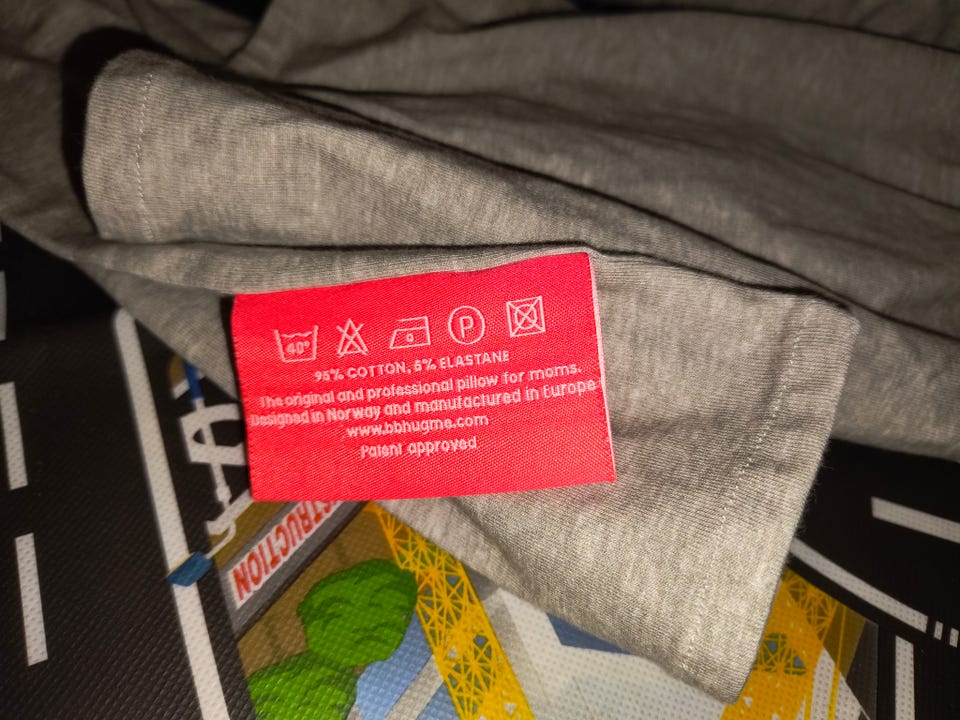 40°
P
95% COTTON, 5% ELASTANE
The original and professional pillow for moms.
Designed in Norway and manufactured in Europe
www.bbhugme.com
Patent approved
STRUCTION